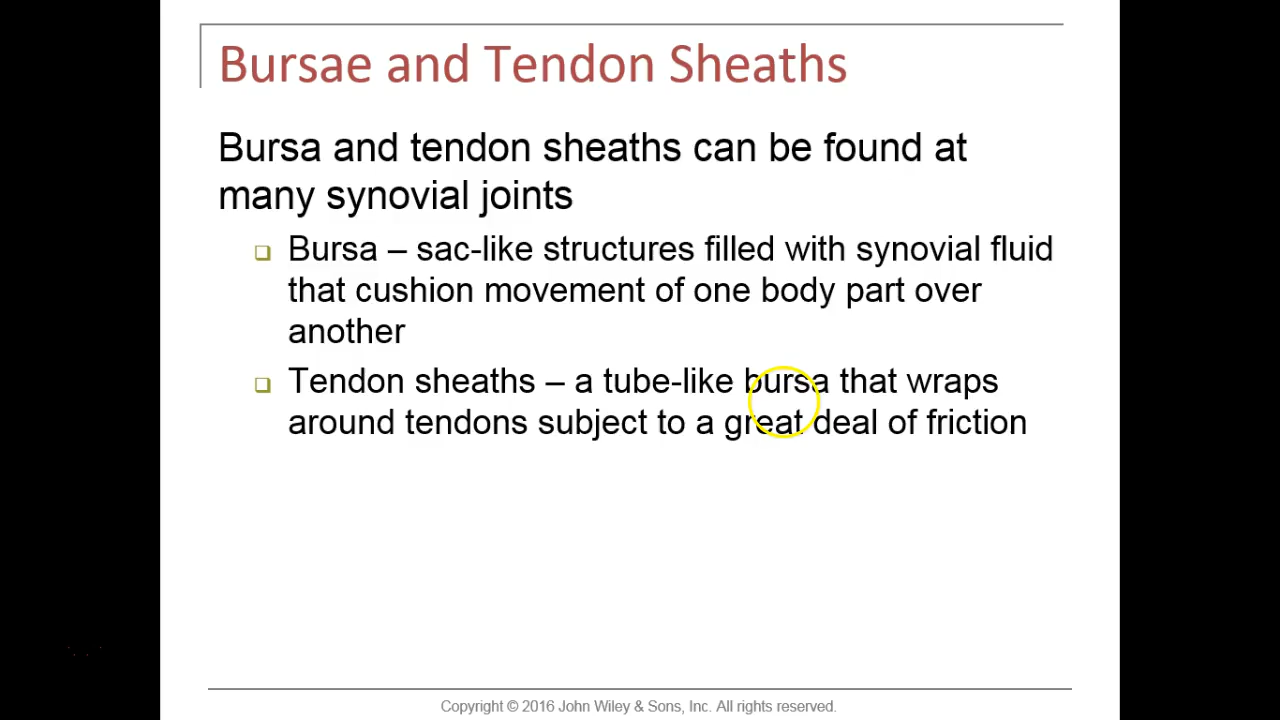 Bursae and Tendon Sheaths
Bursa and tendon sheaths can be found at
many synovial joints
Bursa – sac-like structures filled with synovial fluid
that cushion movement of one body part over
another
Tendon sheaths – a tube-like bursa that wraps
around tendons subject to a great deal of friction
Copyright © 2016 John Wiley & Sons, Inc. All rights reserved.